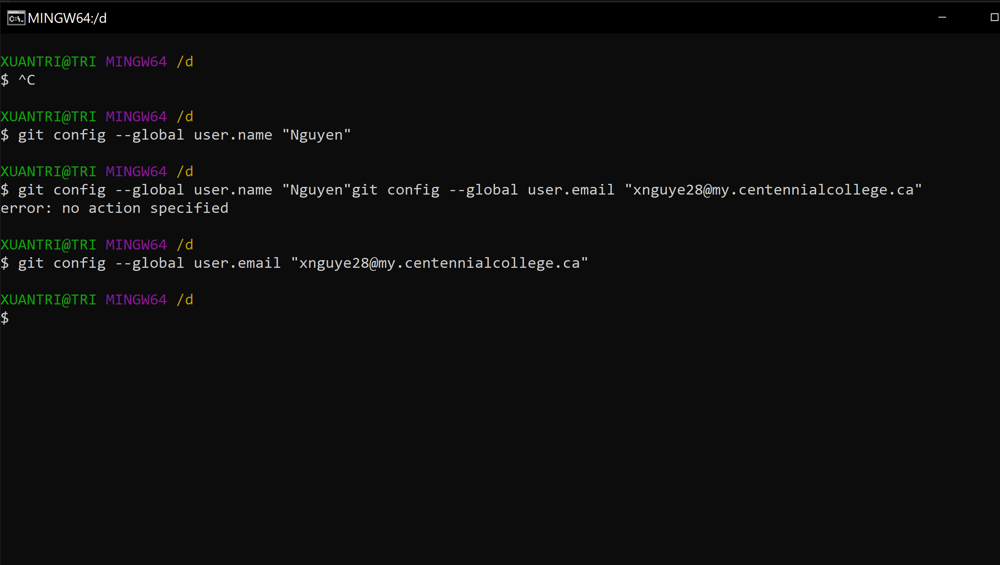 MINGW64:/d
XUANTRI@TRI MINGW64 /d
$ ^C
XUANTRI@TRI MINGW64 /d
$ git config --global user.name "Nguyen"
XUANTRI@TRI MINGW64 /d
$ git config --global user.name "Nguyen"git config --global user.email "xnguye28@my.centennialcollege.ca"
error: no action specified
XUANTRI@TRI MINGW64 /d
$ git config --global user.email "xnguye28@my.centennialcollege.ca"
XUANTRI@TRI MINGW64 /d
$